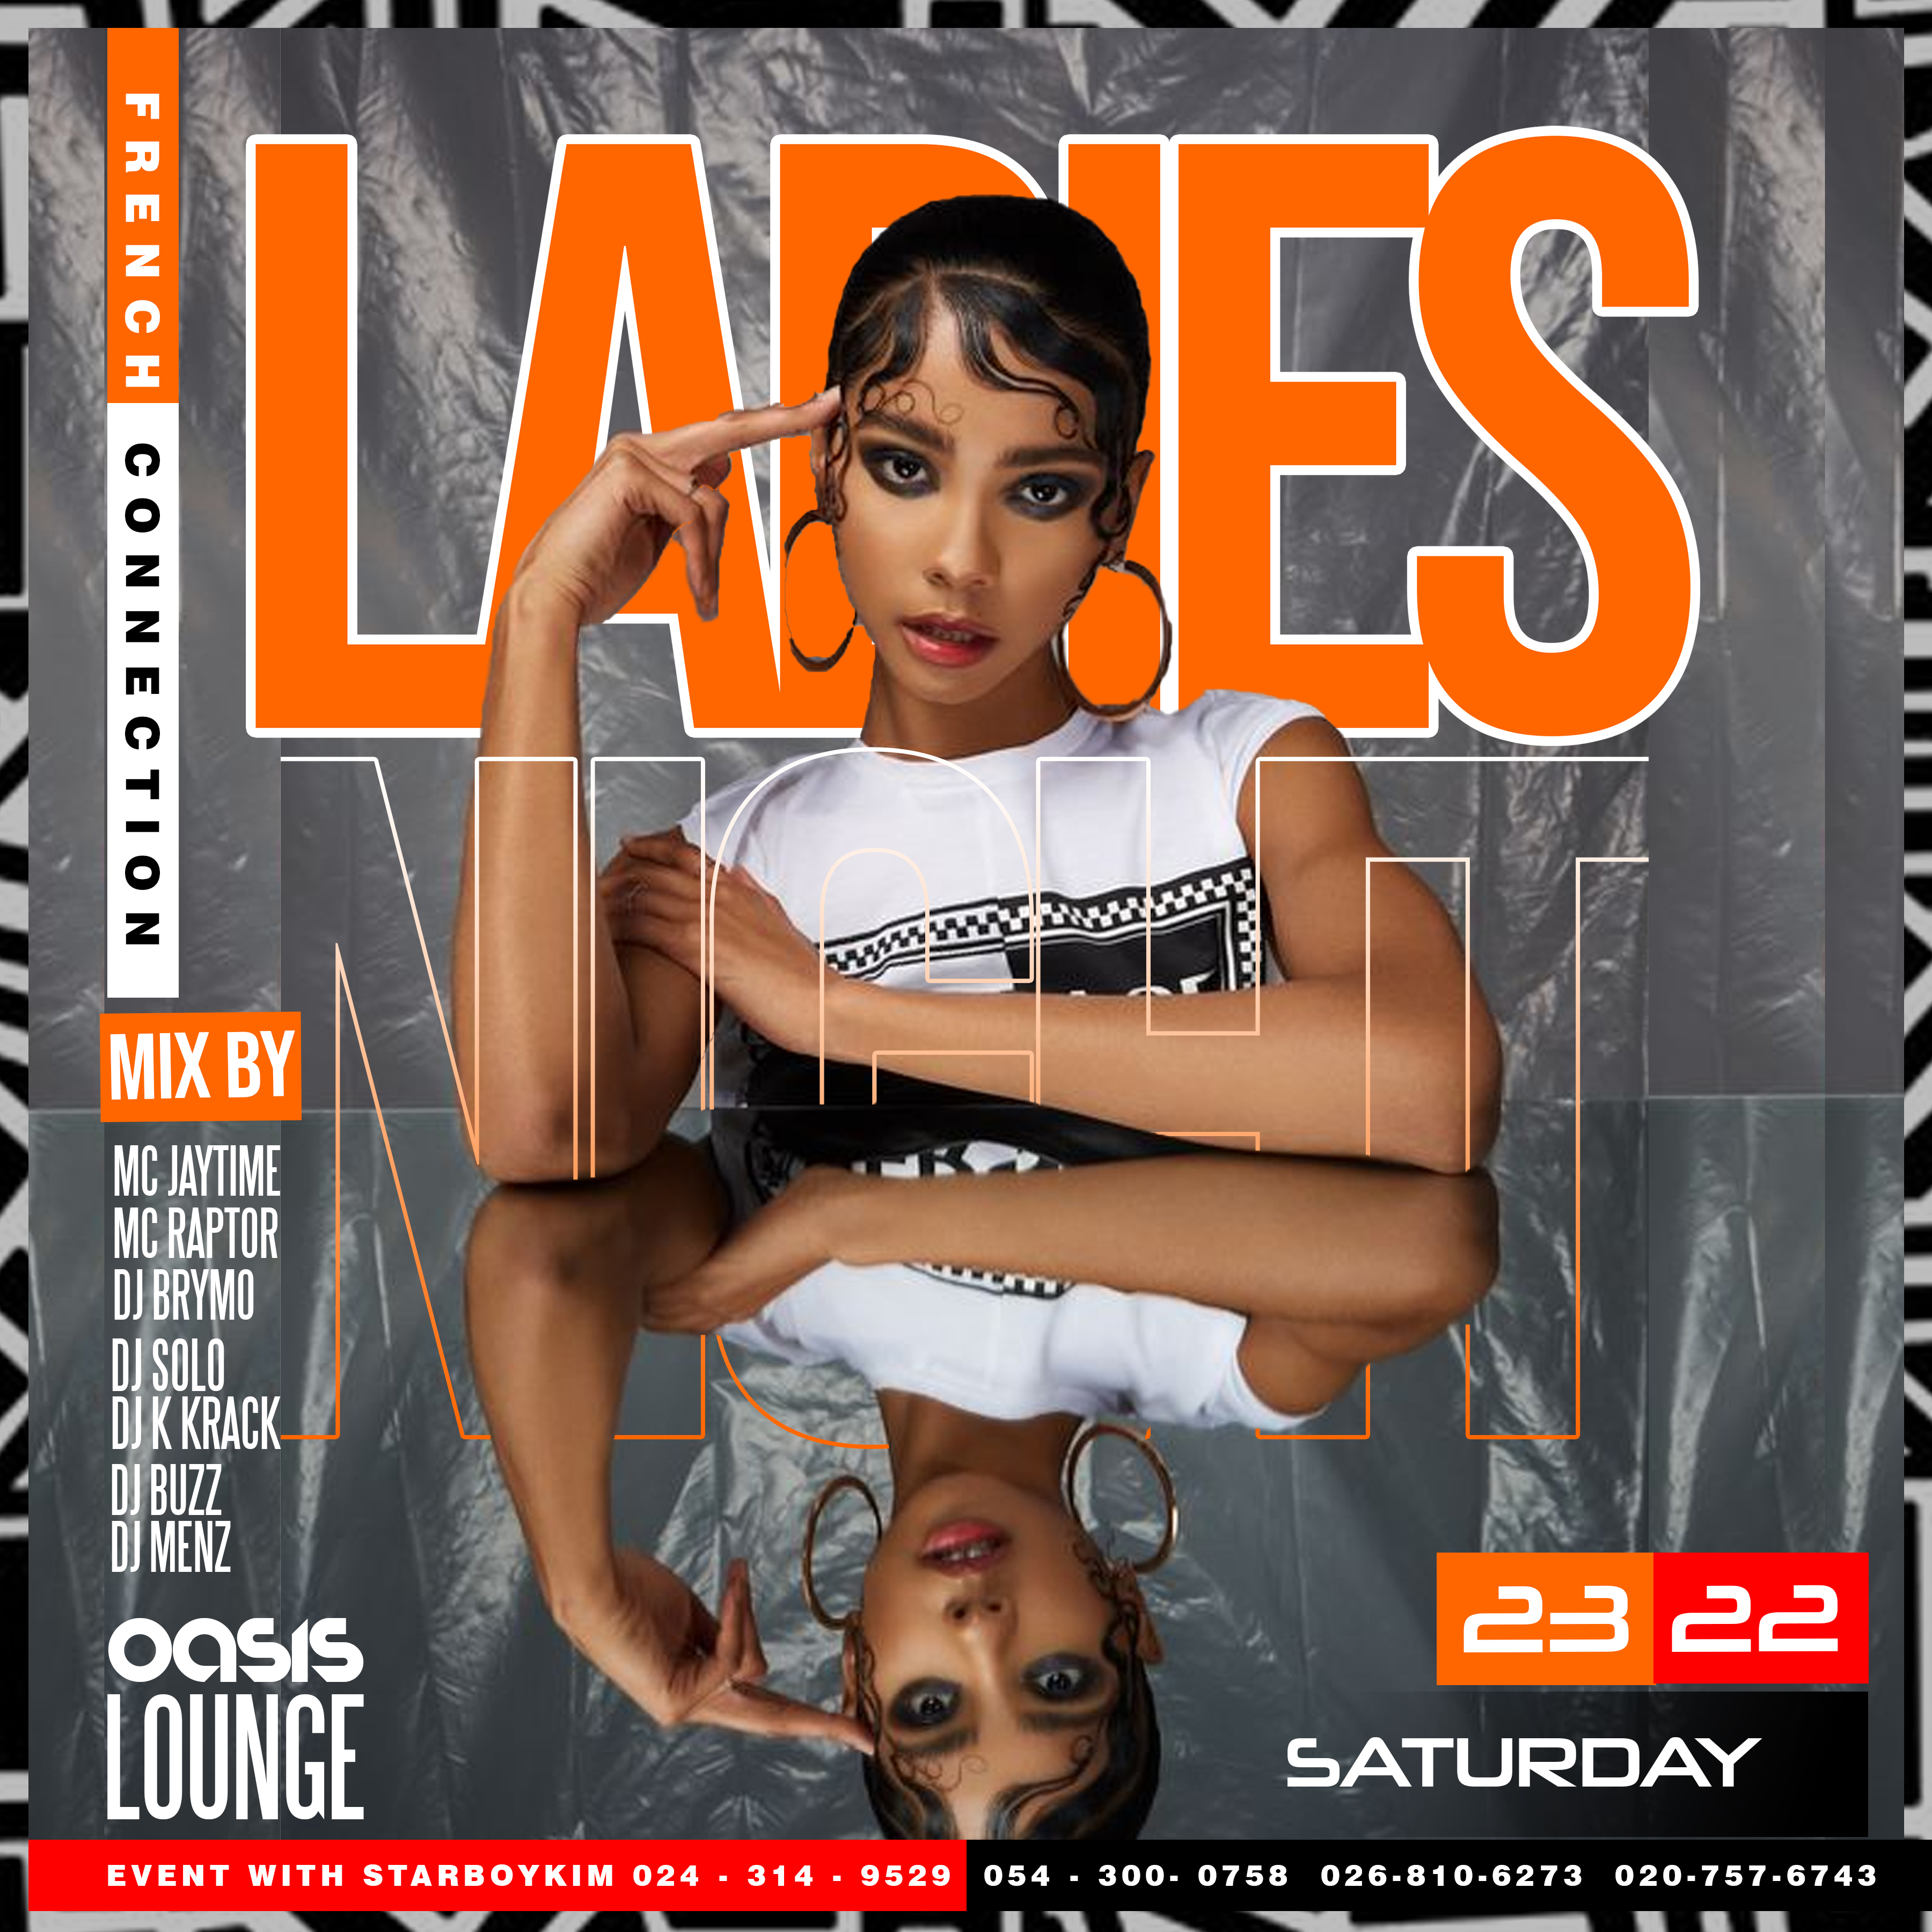 FRENCH CONNECTION
LADIES
NIGHT
MIX BY
MC JAYTIME
MC RAPTOR
DJ BRYMO
DJ SOLO
DJ K KRACK
DJ BUZZ
DJ MENZ
OASIS
LOUNGE
23 22
SATURDAY
EVENT WITH STARBOYKIM 024 - 314 - 9529 054 - 300- 0758 026-810-6273 020-757-6743